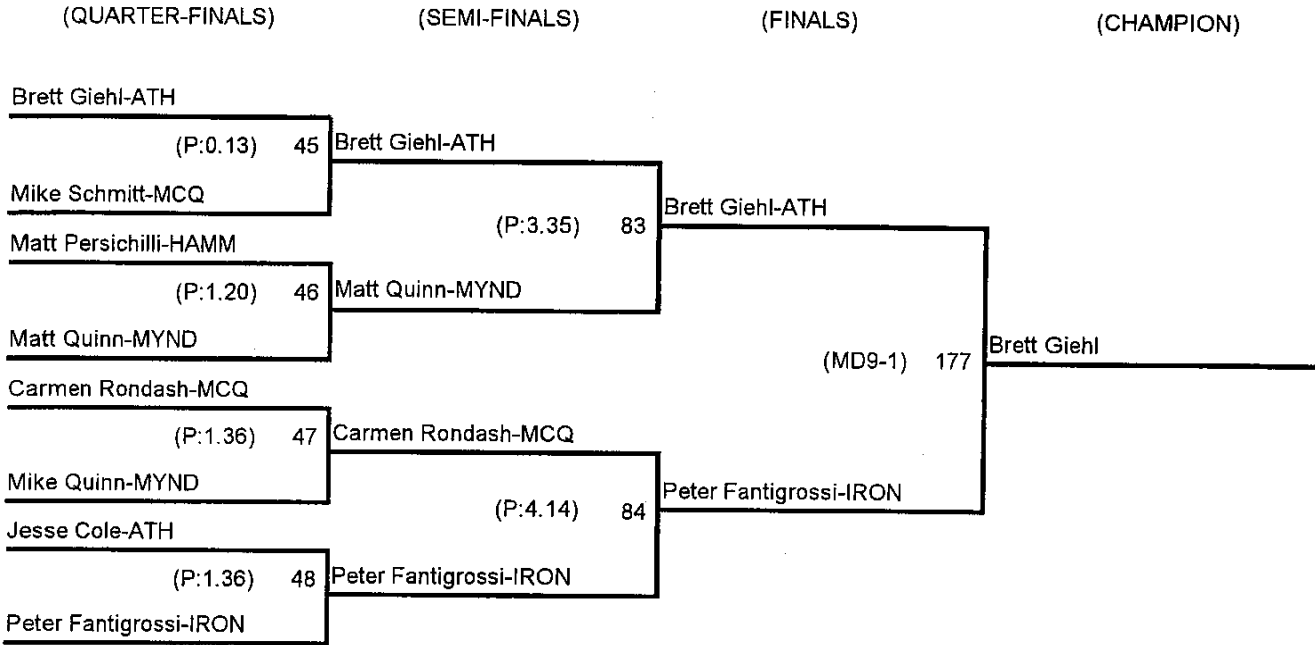 (QUARTER-FINALS) (SEMI-FINALS) (FINALS) (CHAMPION)
Brett Giehl-ATH
(P:0.13) 45 Brett Giehl-ATH
Mike Schmitt-MCQ
(P:3.35) 83 Brett Giehl-ATH
Matt Persichilli-HAMM
(P:1.20) 46 Matt Quinn-MYND
Matt Quinn-MYND
(MD9-1) 177 Brett Giehl
Carmen Rondash-MCQ
(P:1.36) 47 Carmen Rondash-MCQ
Mike Quinn-MYND
(P:4.14) 84 Peter Fantigrossi-IRON
Jesse Cole-ATH
(P:1.36) 48 Peter Fantigrossi-IRON
Peter Fantigrossi-IRON